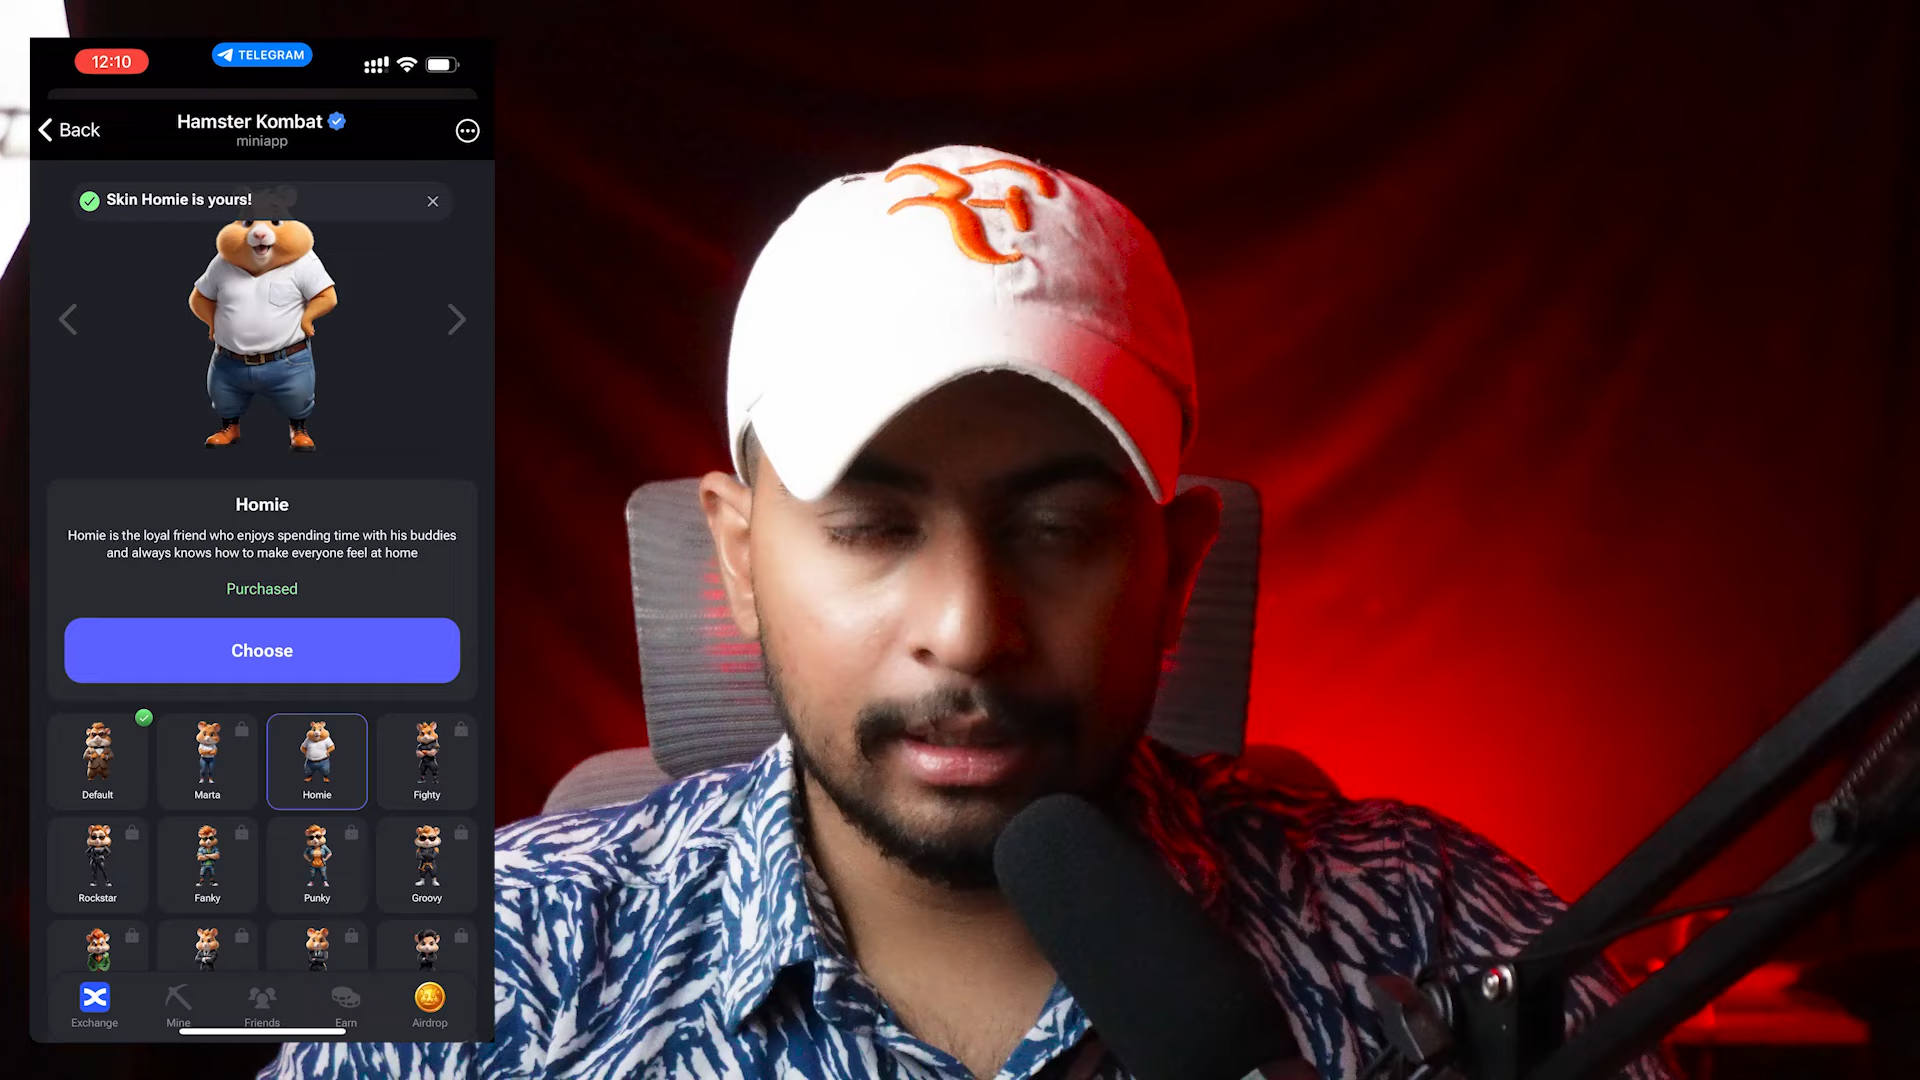 12:10
TELEGRAM
Back
Hamster Kombat
miniapp
Skin Homie is yours!
Homie
Homie is the loyal friend who enjoys spending time with his buddies
and always knows how to make everyone feel at home
Purchased
Choose
Default
Marta
Homie
Fighty
Rockstar
Fanky
Punky
Groovy
Exchange
Mine
Friends
Earn
Airdrop